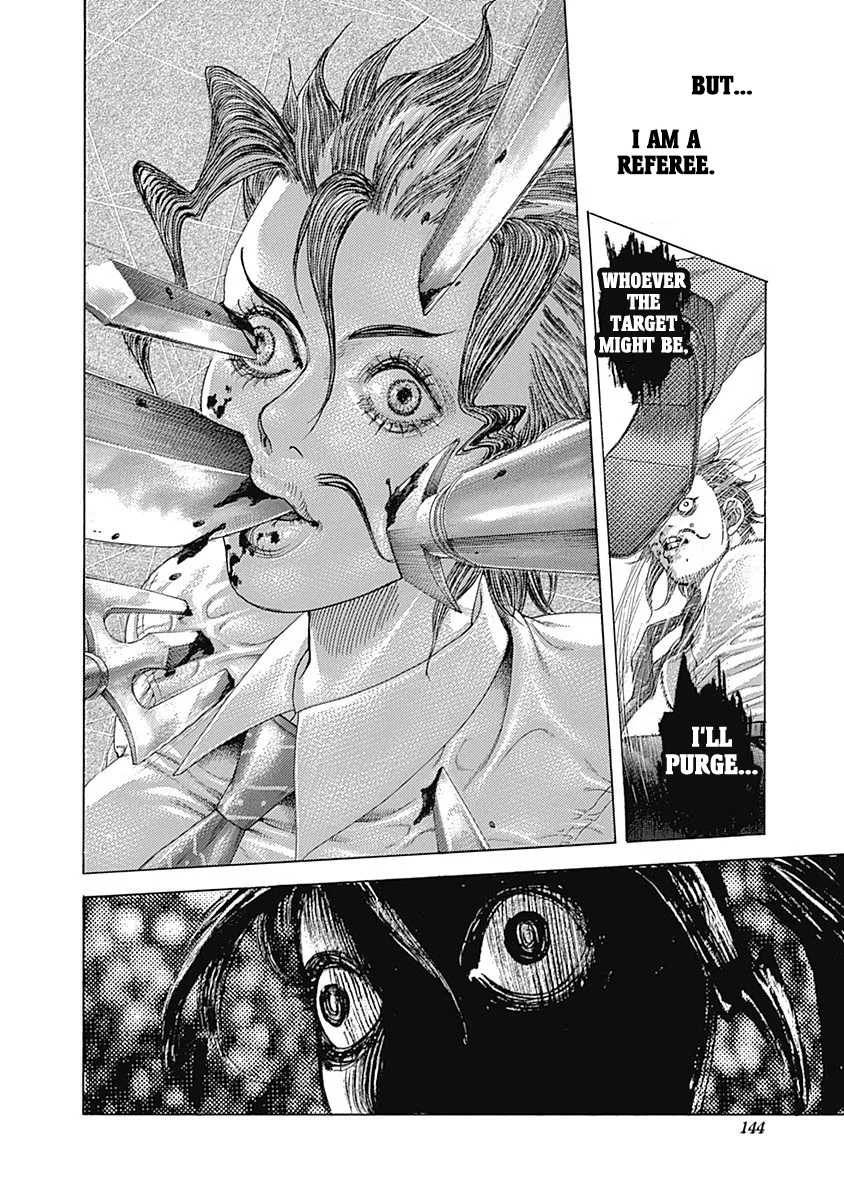 BUT...
I AM A
REFEREE.
WHOEVER
THE
TARGET
MIGHT BE,
I'LL
PURGE...
144